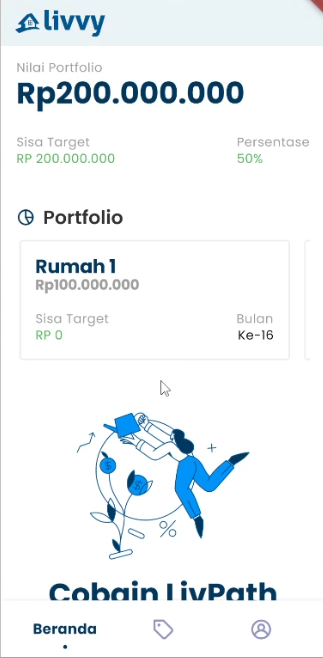 livvy
Nilai Portfolio
Rp200.000.000
Sisa Target Persentase
RP 200.000.000 50%
Portfolio
Rumah 1
Rp100.000.000
Sisa Target Bulan
RP 0 Ke-16
$
%
Cobain LivPath
Beranda